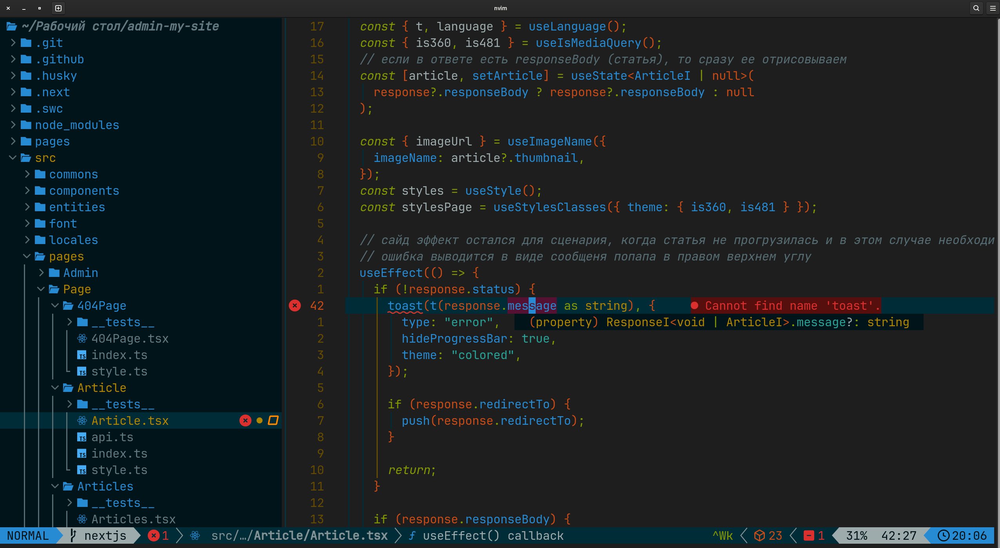 nvim
~/Рабочий стол/admin-my-site
.git
.github
.husky
.next
.swc
node_modules
pages
src
commons
components
entities
font
locales
pages
Admin
Page
404Page
__tests__
404Page.tsx
TS index.ts
TS style.ts
Article
__tests__
Article.tsx
TS api.ts
TS index.ts
TS style.ts
Articles
__tests__
Articles.tsx
17 const { t, language } = useLanguage();
16 const { is360, is481 } = useIsMediaQuery();
15 // если в ответе есть responseBody (статья), то сразу ее отрисовываем
14 const [article, setArticle] = useState<ArticleI | null>(
13 response?.responseBody ? response?.responseBody : null
12 );
11
10 const { imageUrl } = useImageName({
9 imageName: article?.thumbnail,
8 });
7 const styles = useStyle();
6 const stylesPage = useStylesClasses({ theme: { is360, is481 } });
5
4 // сайд эффект остался для сценария, когда статья не прогрузилась и в этом случае необходи
3 // ошибка выводится в виде сообщеня попапа в правом верхнем углу
2 useEffect(() => {
1 if (!response.status) {
42 toast(t(response.message as string), { Cannot find name 'toast'.
1 type: "error", (property) ResponseI<void | ArticleI>.message?: string
2 hideProgressBar: true,
3 theme: "colored",
4 });
5
6 if (response.redirectTo) {
7 push(response.redirectTo);
8 }
9
10 return;
11 }
12
13 if (response.responseBody) {
NORMAL nextjs 1 src/…/Article/Article.tsx f useEffect() callback ^Wk 23 1 31% 42:27 20:06